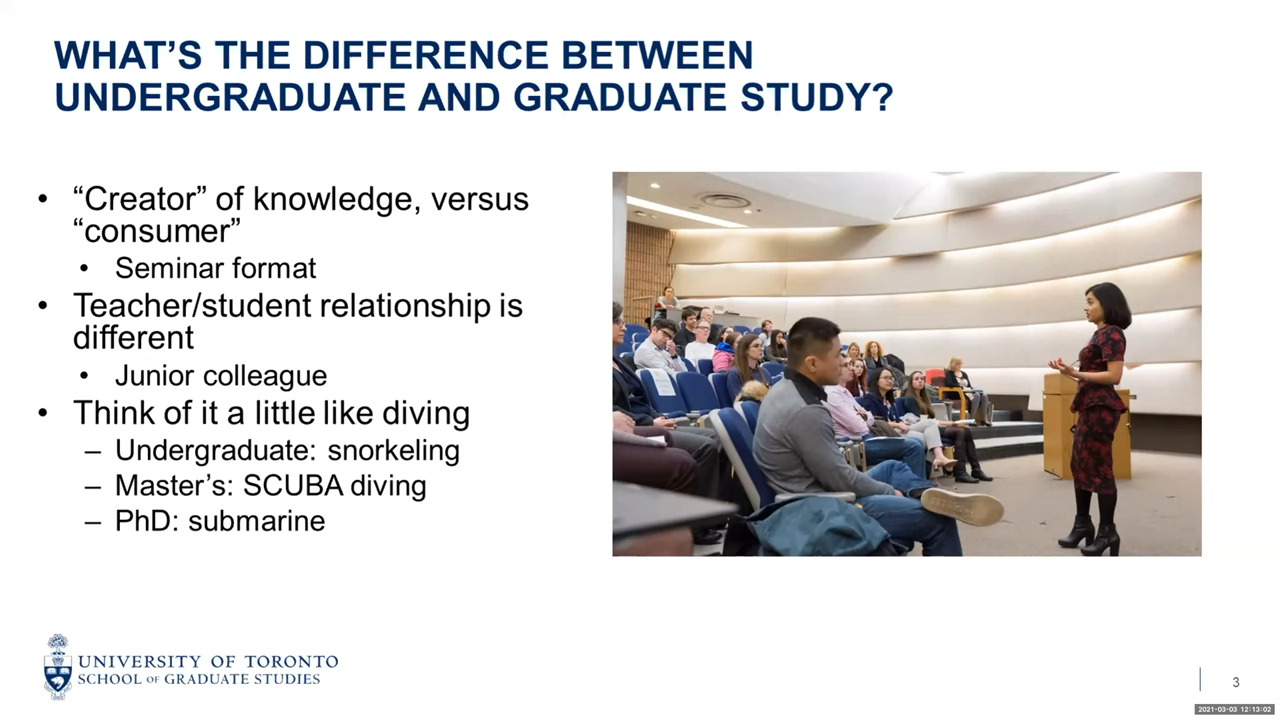 WHAT’S THE DIFFERENCE BETWEEN
UNDERGRADUATE AND GRADUATE STUDY?
• “Creator” of knowledge, versus
“consumer”
• Seminar format
• Teacher/student relationship is
different
• Junior colleague
• Think of it a little like diving
– Undergraduate: snorkeling
– Master’s: SCUBA diving
– PhD: submarine
UNIVERSITY OF TORONTO
SCHOOL OF GRADUATE STUDIES
3
2021-03-03 12:13:02